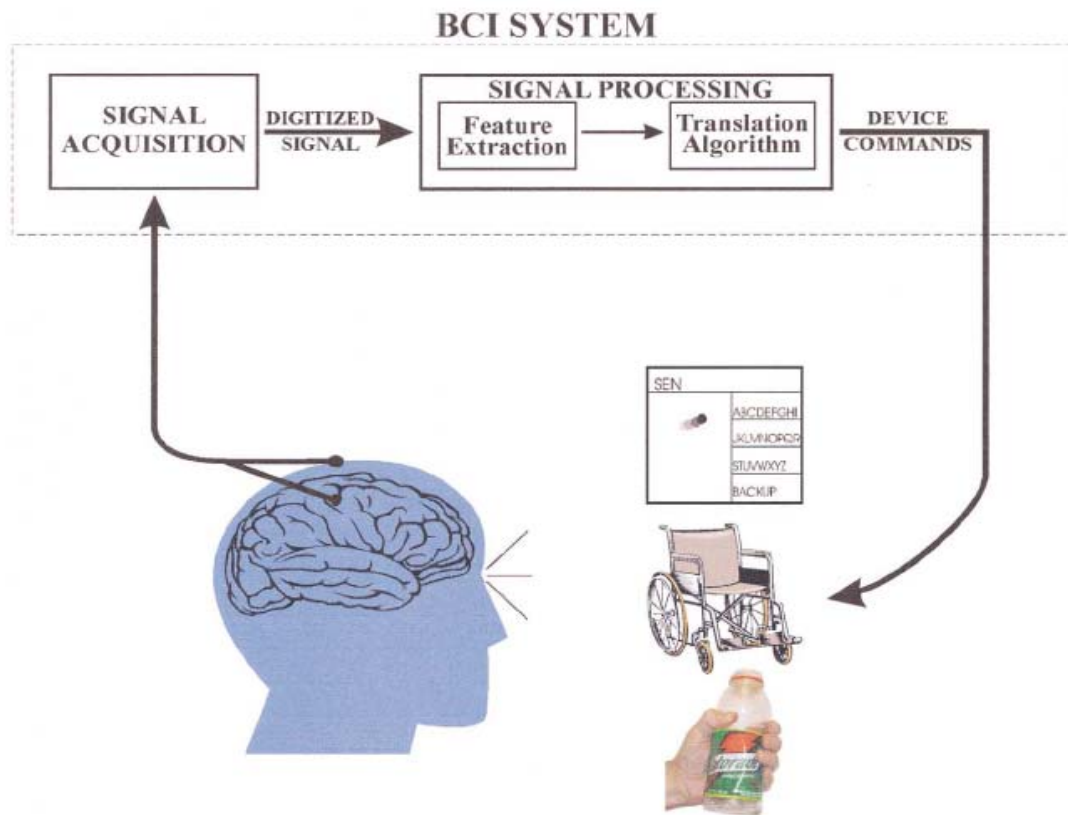 BCI SYSTEM
SIGNAL
ACQUISITION
DIGITIZED
SIGNAL
SIGNAL PROCESSING
Feature
Extraction
Translation
Algorithm
DEVICE
COMMANDS
SEN
ABCDEFGHI
JKLMNOPQR
STUVWXYZ
BACKUP